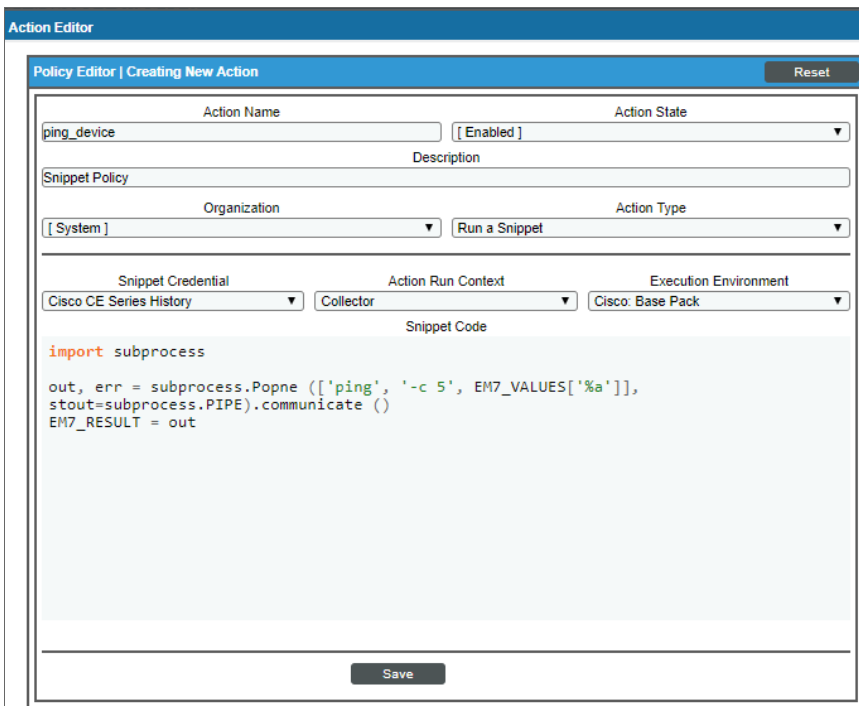 Action Editor
Policy Editor | Creating New Action
Reset
Action Name
Action State
ping_device
[ Enabled ]
Description
Snippet Policy
Organization
Action Type
[ System ]
Run a Snippet
Snippet Credential
Action Run Context
Execution Environment
Cisco CE Series History
Collector
Cisco: Base Pack
Snippet Code
import subprocess
out, err = subprocess.Popne (['ping', '-c 5', EM7_VALUES['%a']],
stout=subprocess.PIPE).communicate ()
EM7_RESULT = out
Save